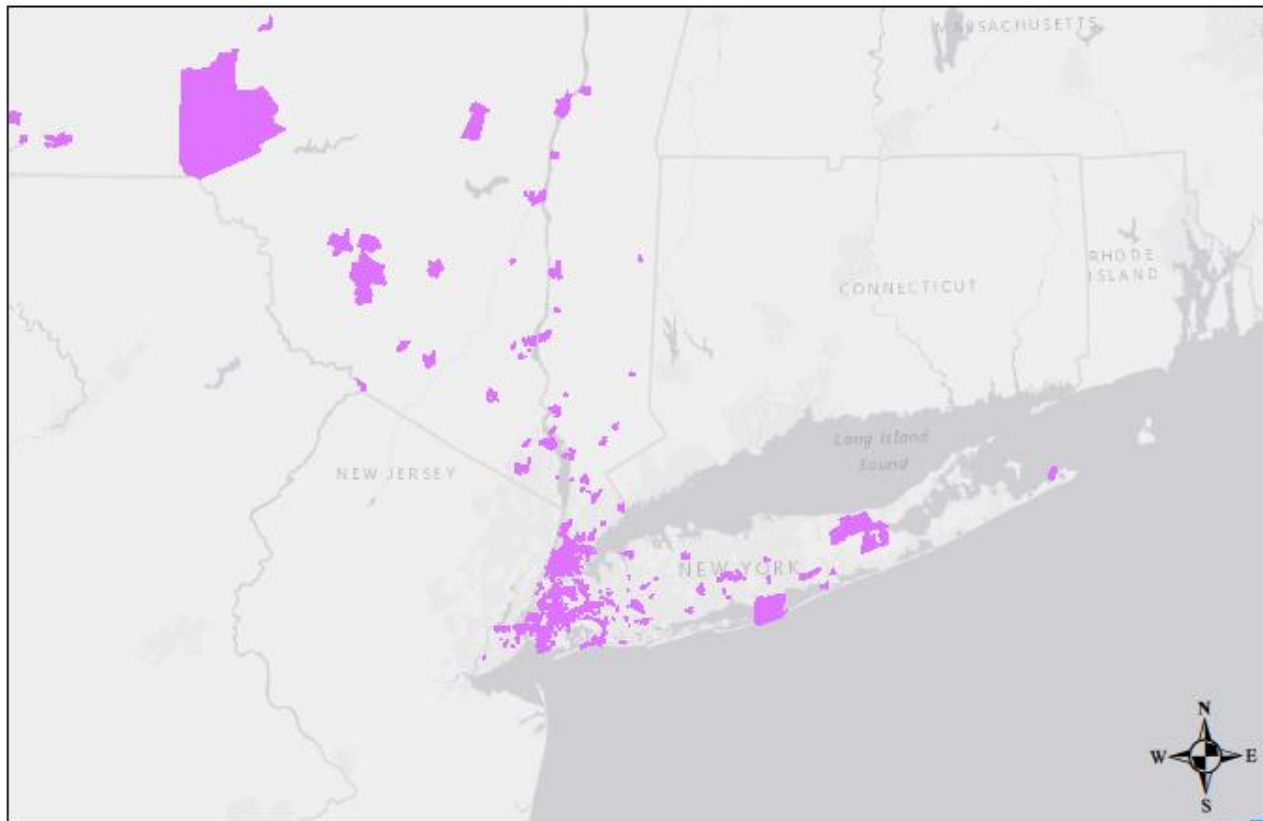 MASSACHUSETTS
RHODE
ISLAND
CONNECTICUT
Long Island
Sound
NEW JERSEY
NEW YORK
N
W E
S